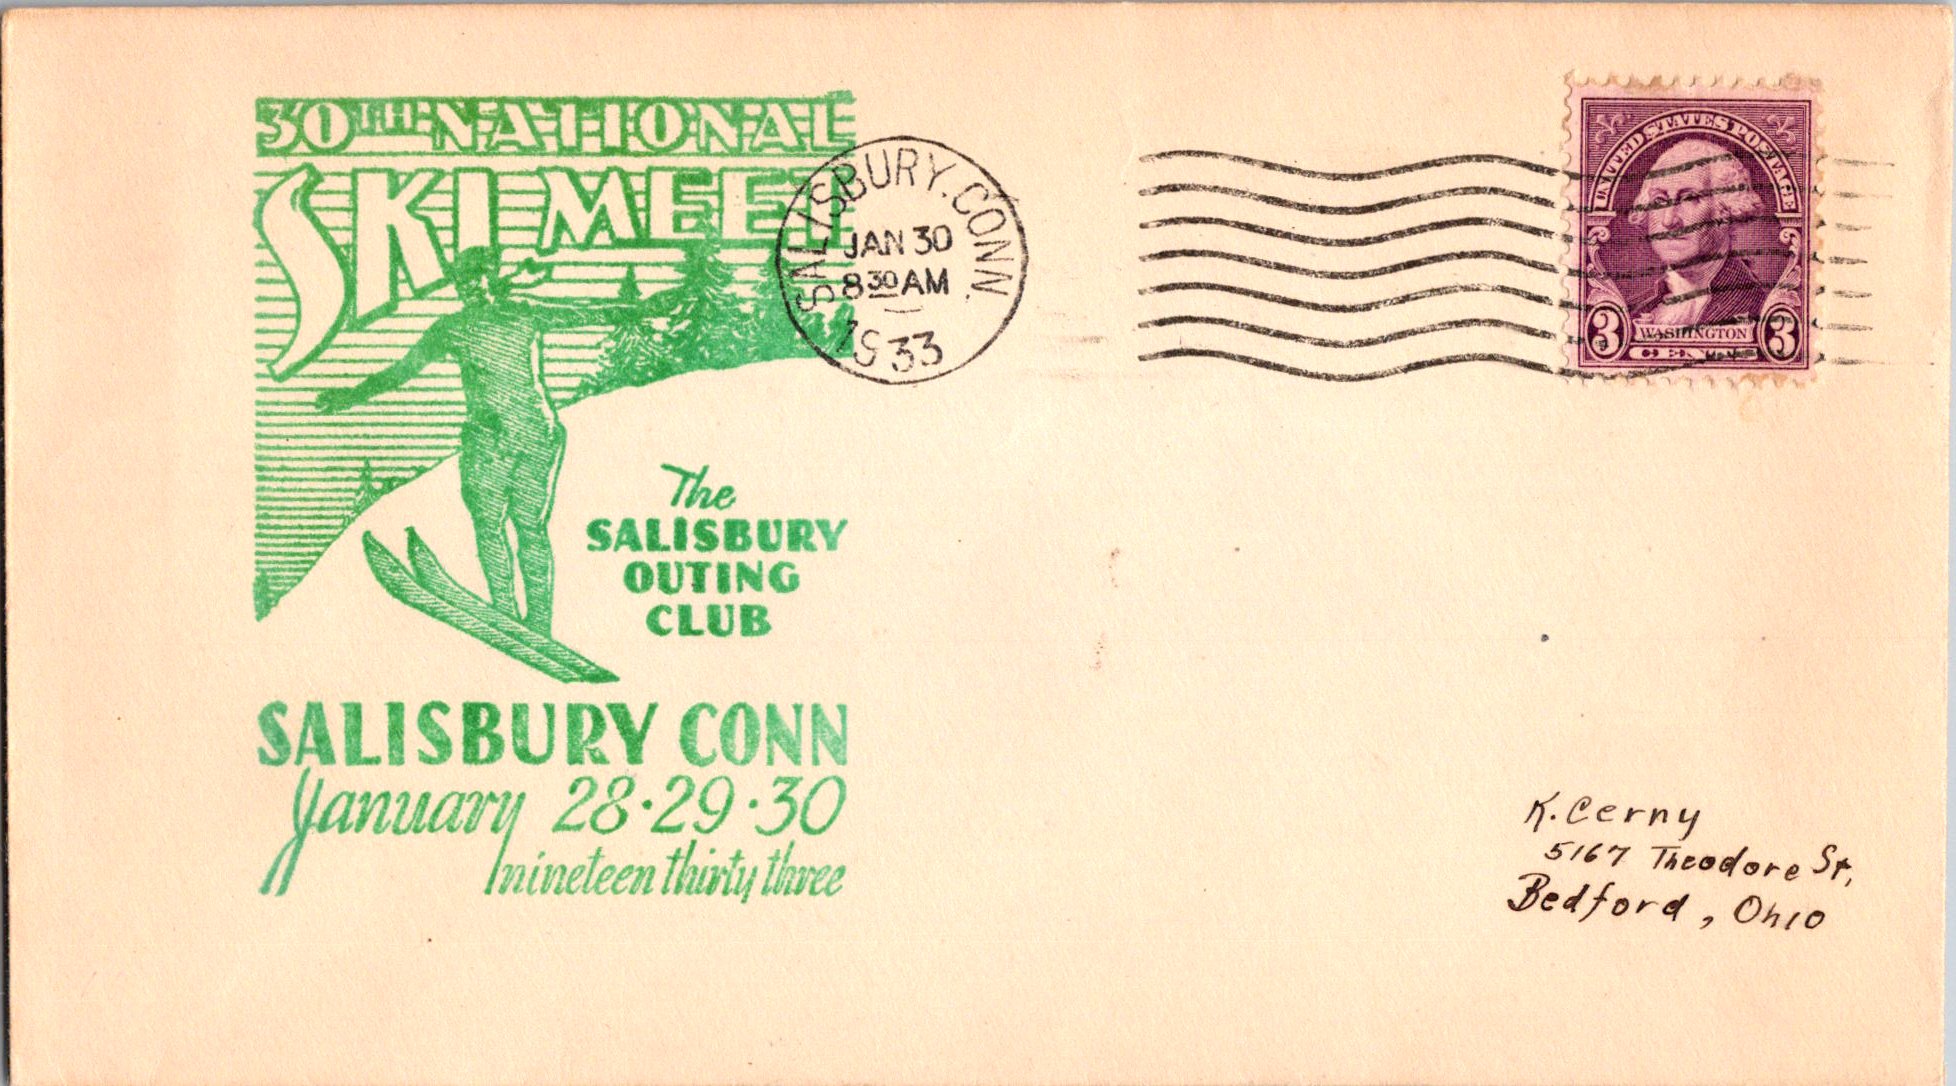 30TH NATIONAL
SKI MEET
The
SALISBURY
OUTING
CLUB
SALISBURY CONN
January 28·29·30
nineteen thirty three
SALISBURY. CONN.
JAN 30
8 30 AM
1933
UNITED STATES POSTAGE
3 WASHINGTON 3
CENTS
K. Cerny
5167 Theodore St,
Bedford, Ohio